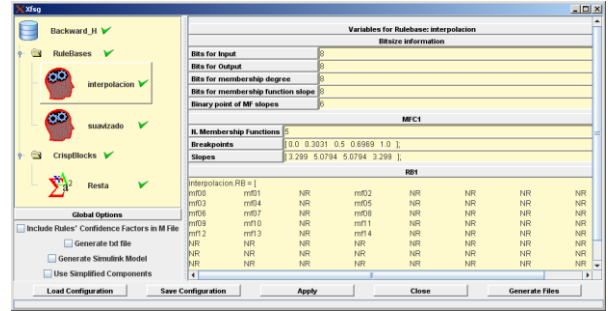 Xfsg
Backward_H
RuleBases
interpolacion
suavizado
CrispBlocks
Resta
Global Options
Include Rules' Confidence Factors in M File
Generate txt file
Generate Simulink Model
Use Simplified Components
Variables for Rulebase: interpolacion
Bitsize information
Bits for Input 8
Bits for Output 8
Bits for membership degree 8
Bits for membership function slope 8
Binary point of MF slopes 6
MFC1
N. Membership Functions 5
Breakpoints [ 0.0 0.3031 0.5 0.6969 1.0 ];
Slopes [ 3.299 5.0794 5.0794 3.299 ];
RB1
interpolacion.RB = [
mf00 mf01 NR mf02 NR NR NR
mf03 mf04 NR mf05 NR NR NR
mf06 mf07 NR mf08 NR NR NR
mf09 mf10 NR mf11 NR NR NR
mf12 mf13 NR mf14 NR NR NR
NR NR NR NR NR NR NR
NR NR NR NR NR NR NR
NR NR NR NR NR NR NR
Load Configuration Save Configuration Apply Close Generate Files